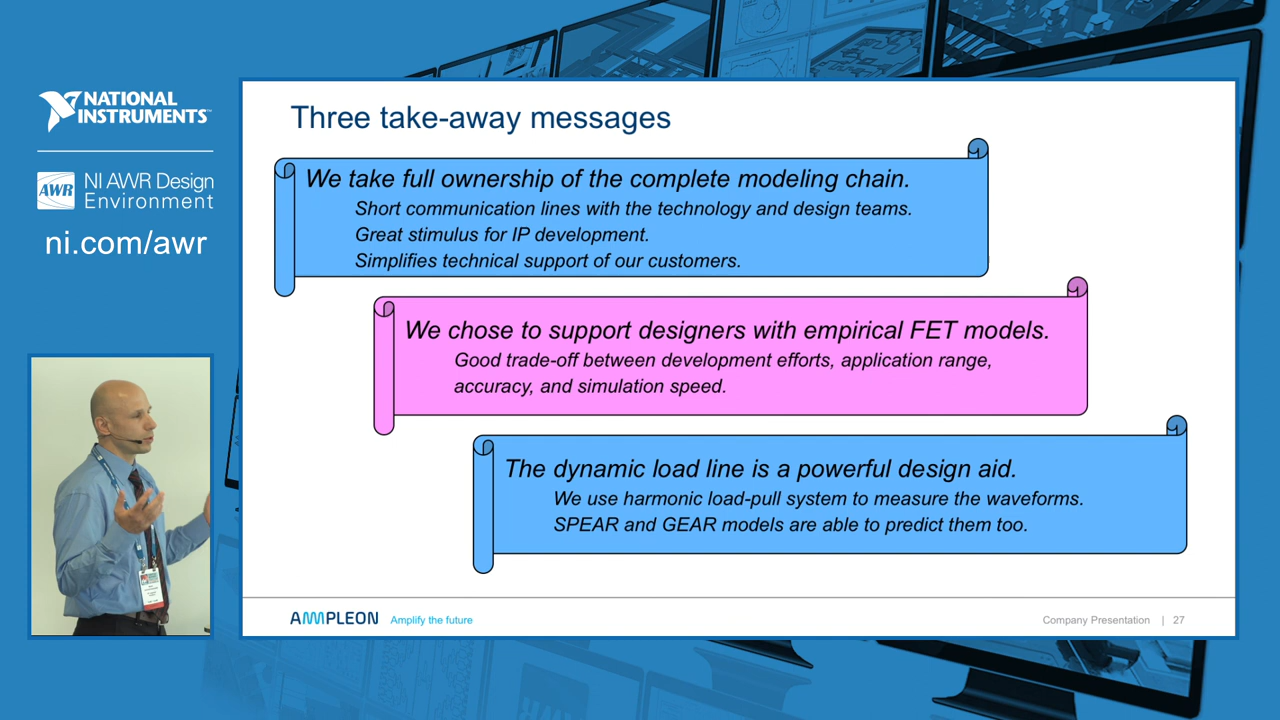 NATIONAL
INSTRUMENTS
AWR
NI AWR Design
Environment
ni.com/awr
Three take-away messages
We take full ownership of the complete modeling chain.
Short communication lines with the technology and design teams.
Great stimulus for IP development.
Simplifies technical support of our customers.
We chose to support designers with empirical FET models.
Good trade-off between development efforts, application range,
accuracy, and simulation speed.
The dynamic load line is a powerful design aid.
We use harmonic load-pull system to measure the waveforms.
SPEAR and GEAR models are able to predict them too.
AMPLEON Amplify the future
Company Presentation | 27